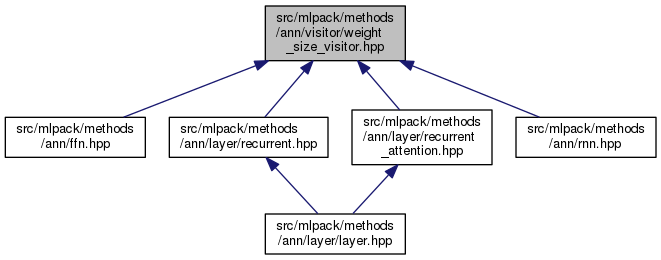 src/mlpack/methods
/ann/visitor/weight
_size_visitor.hpp
src/mlpack/methods
/ann/ffn.hpp
src/mlpack/methods
/ann/layer/recurrent.hpp
src/mlpack/methods
/ann/layer/recurrent
_attention.hpp
src/mlpack/methods
/ann/rnn.hpp
src/mlpack/methods
/ann/layer/layer.hpp